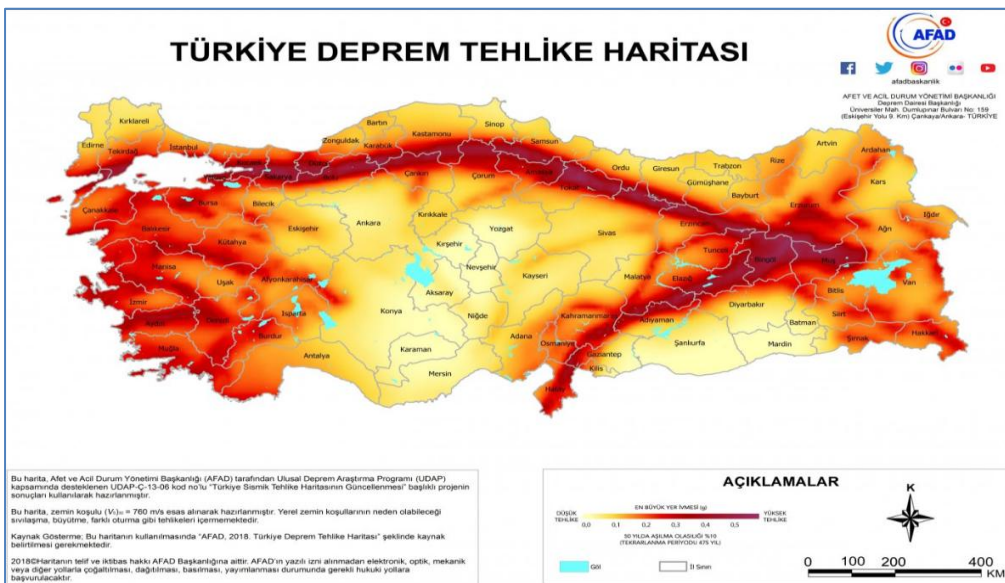 TÜRKİYE DEPREM TEHLİKE HARİTASI
AFAD
afadbaskanlik
AFET VE ACİL DURUM YÖNETİMİ BAŞKANLIĞI
Deprem Dairesi Başkanlığı
Üniversiler Mah. Dumlupınar Bulvarı No: 159
(Eskişehir Yolu 9. Km) Çankaya/Ankara- TÜRKİYE
Kırklareli
Edirne
Tekirdağ
İstanbul
Zonguldak
Bartın
Karabük
Kastamonu
Sinop
Samsun
Ordu
Giresun
Trabzon
Rize
Artvin
Ardahan
Kars
Iğdır
Ağrı
Gümüşhane
Bayburt
Erzurum
Erzincan
Tokat
Amasya
Çorum
Çankırı
Sakarya
Çanakkale
Balıkesir
Bursa
Bilecik
Eskişehir
Kütahya
Ankara
Kırıkkale
Yozgat
Sivas
Kırşehir
Nevşehir
Kayseri
Malatya
Elazığ
Tunceli
Bingöl
Muş
Bitlis
Van
Manisa
Uşak
Afyonkarahisar
İzmir
Aydın
Denizli
Isparta
Burdur
Muğla
Antalya
Konya
Aksaray
Niğde
Karaman
Mersin
Adana
Osmaniye
Kahramanmaraş
Gaziantep
Kilis
Hatay
Adıyaman
Şanlıurfa
Diyarbakır
Mardin
Batman
Siirt
Şırnak
Hakkari
Bu harita, Afet ve Acil Durum Yönetimi Başkanlığı (AFAD) tarafından Ulusal Deprem Araştırma Programı (UDAP)
kapsamında desteklenen UDAP-Ç-13-06 kod no'lu "Türkiye Sismik Tehlike Haritasının Güncellenmesi" başlıklı projenin
sonuçları kullanılarak hazırlanmıştır.
Bu harita, zemin koşulu (Vs)30 = 760 m/s esas alınarak hazırlanmıştır. Yerel zemin koşullarının neden olabileceği
sıvılaşma, büyütme, farklı oturma gibi tehlikeleri içermemektedir.
Kaynak Gösterme; Bu haritanın kullanılmasında "AFAD, 2018. Türkiye Deprem Tehlike Haritası" şeklinde kaynak
belirtilmesi gerekmektedir.
2018©Haritanın telif ve iktibas hakkı AFAD Başkanlığına aittir. AFAD'ın yazılı izni alınmadan elektronik, optik, mekanik
veya diğer yollarla çoğaltılması, dağıtılması, basılması, yayımlanması durumunda gerekli hukuki yollara
başvurulacaktır.
AÇIKLAMALAR
EN BÜYÜK YER İVMESİ (g)
DÜŞÜK TEHLİKE
YÜKSEK TEHLİKE
0,0 0,1 0,2 0,3 0,4 0,5
50 YILDA AŞILMA OLASILIĞI %10
(TEKRARLANMA PERİYODU 475 YIL)
Göl
İl Sınırı
K
0 100 200 400
KM